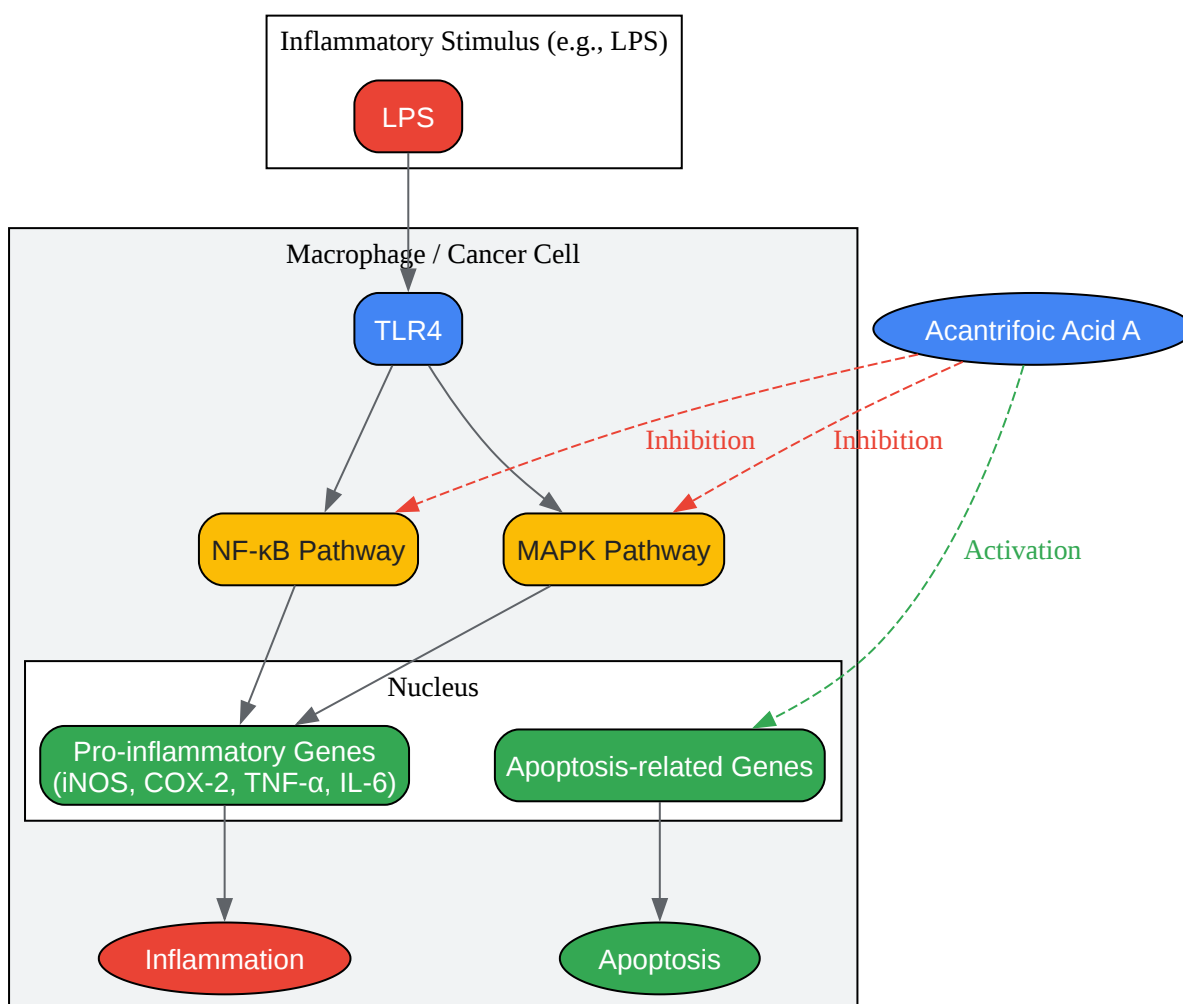 Inflammatory Stimulus (e.g., LPS)
LPS
Macrophage / Cancer Cell
TLR4
Acantrifoic Acid A
Inhibition
Inhibition
NF-κB Pathway
MAPK Pathway
Activation
Nucleus
Pro-inflammatory Genes
(iNOS, COX-2, TNF-α, IL-6)
Apoptosis-related Genes
Inflammation
Apoptosis